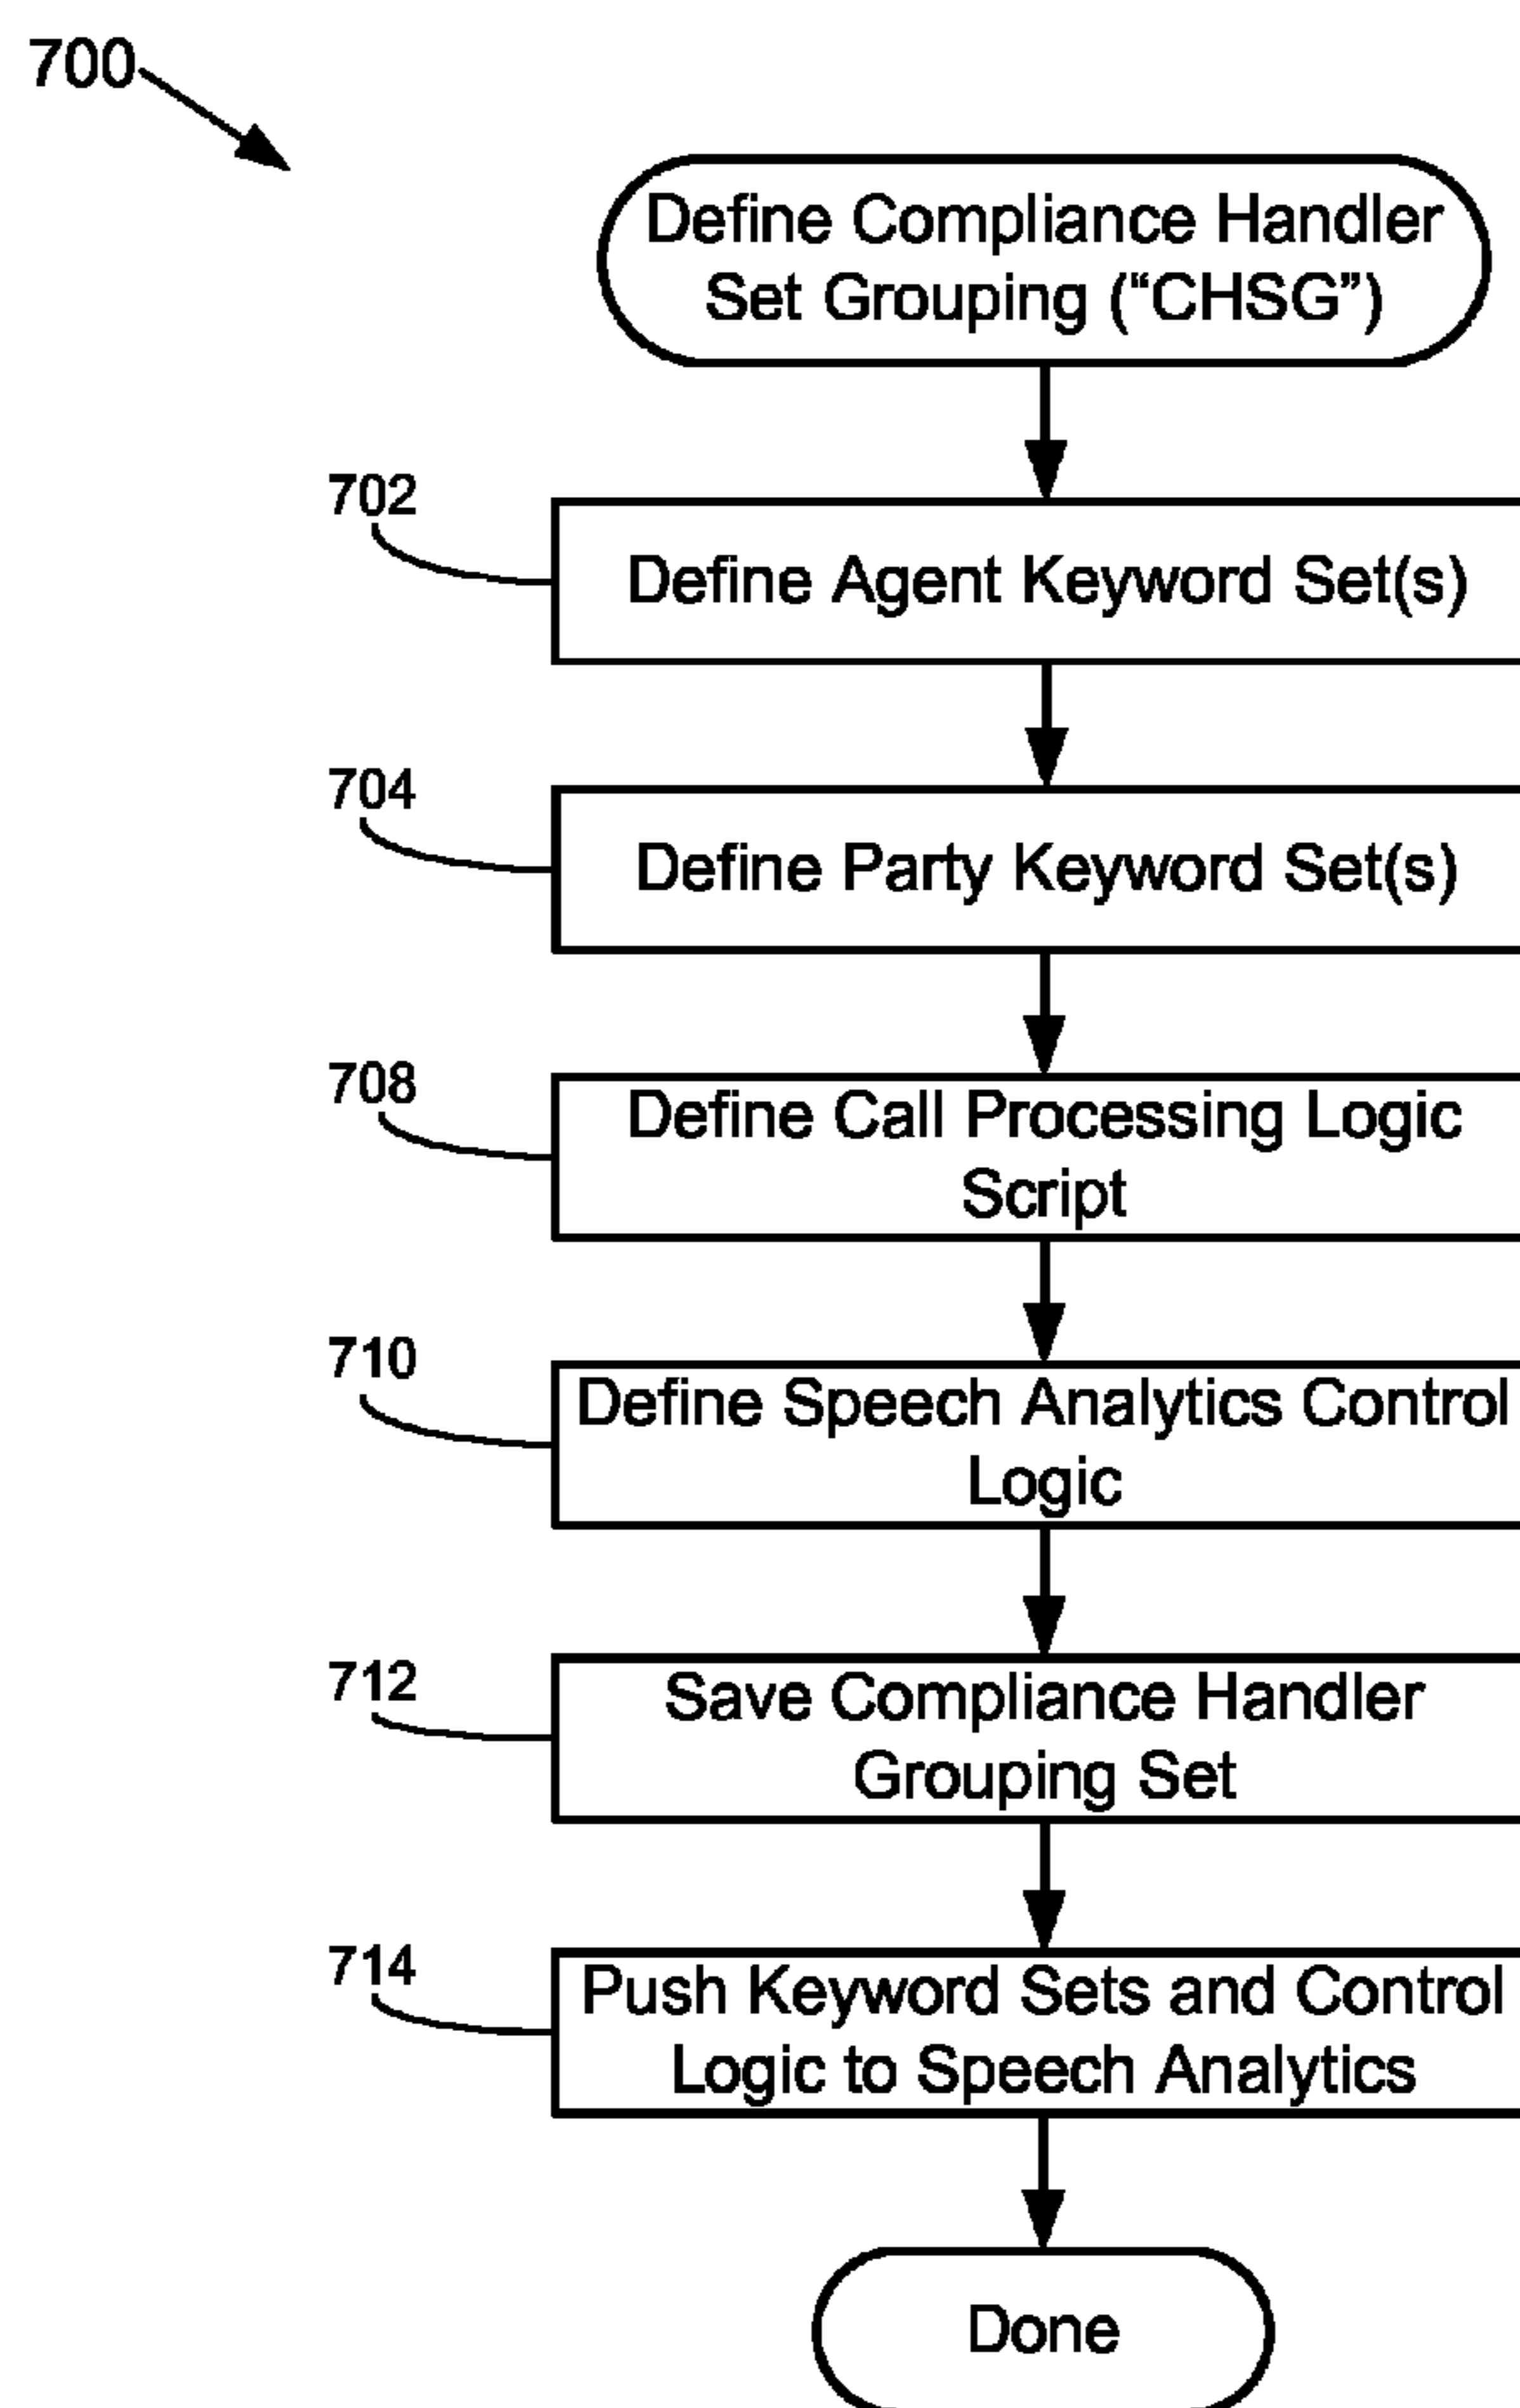 700
Define Compliance Handler
Set Grouping (“CHSG”)
702
Define Agent Keyword Set(s)
704
Define Party Keyword Set(s)
708
Define Call Processing Logic
Script
710
Define Speech Analytics Control
Logic
712
Save Compliance Handler
Grouping Set
714
Push Keyword Sets and Control
Logic to Speech Analytics
Done